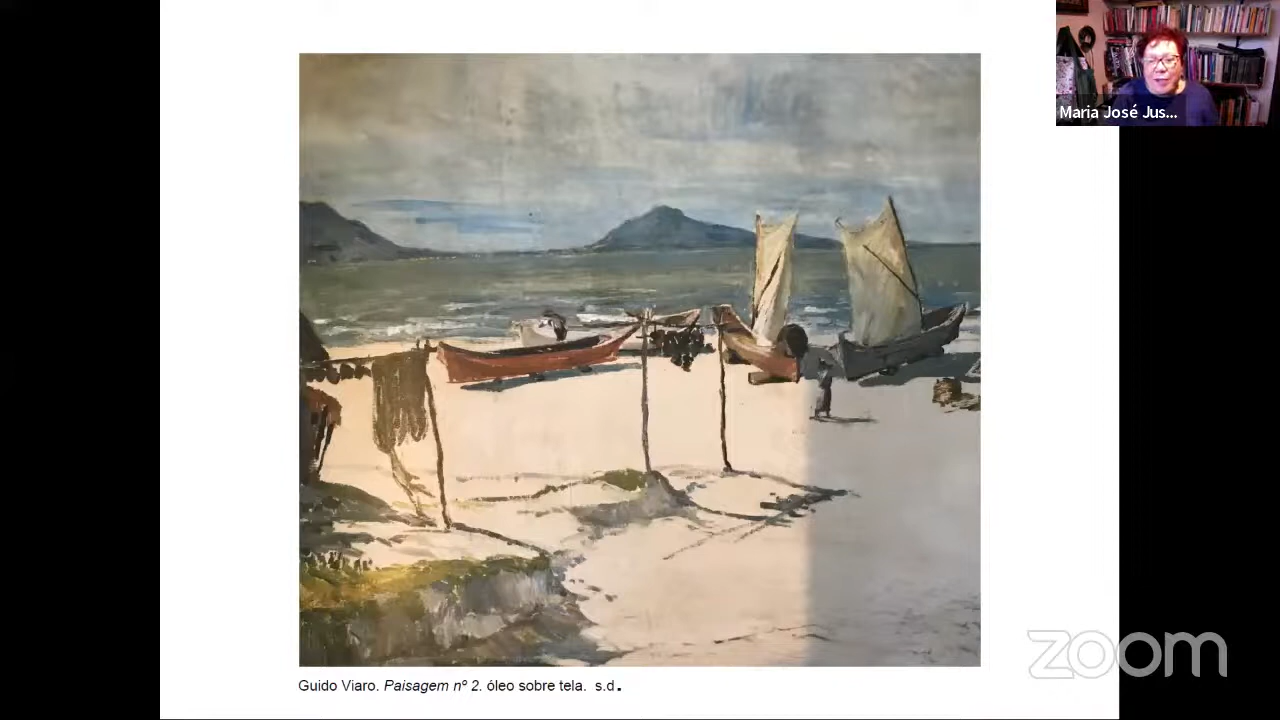 Maria José Jus...
Guido Viaro. Paisagem nº 2. óleo sobre tela. s.d.
zoom